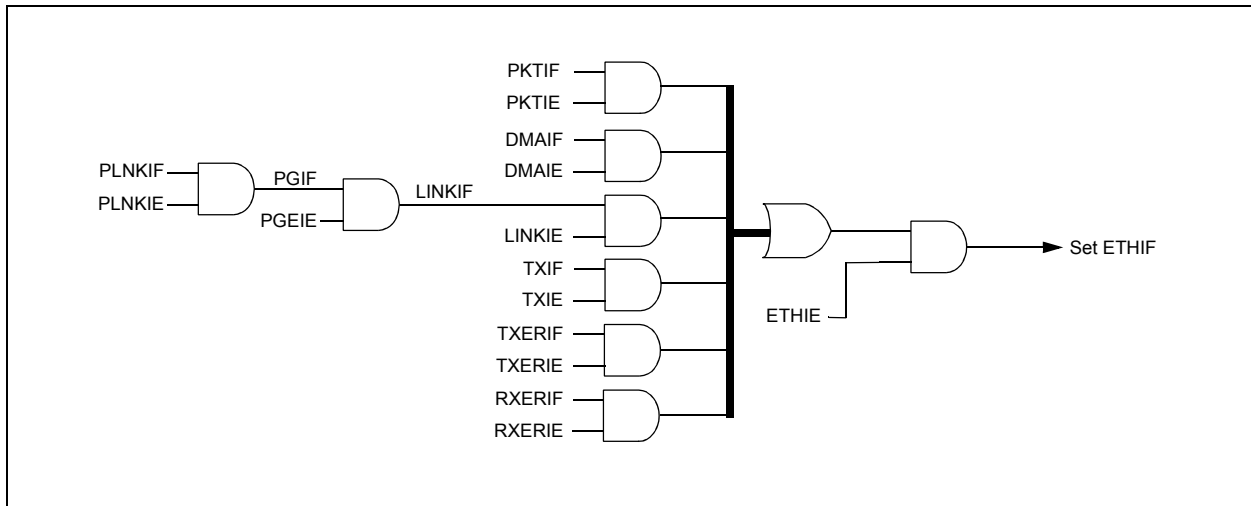 PKTIF
PKTIE
DMAIF
DMAIE
PLNKIF
PLNKIE
PGIF
PGEIE
LINKIF
LINKIE
TXIF
TXIE
TXERIF
TXERIE
RXERIF
RXERIE
ETHIE
Set ETHIF